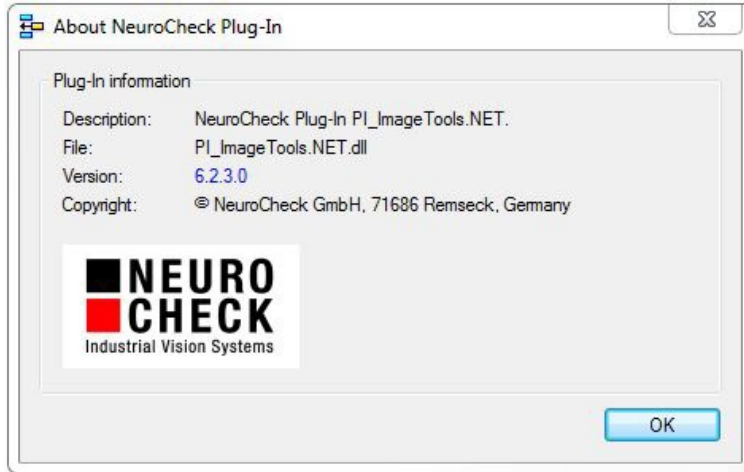 About NeuroCheck Plug-In
Plug-In information
Description: NeuroCheck Plug-In PI_ImageTools.NET.
File: PI_ImageTools.NET.dll
Version: 6.2.3.0
Copyright: © NeuroCheck GmbH, 71686 Remseck, Germany
NEURO
CHECK
Industrial Vision Systems
OK